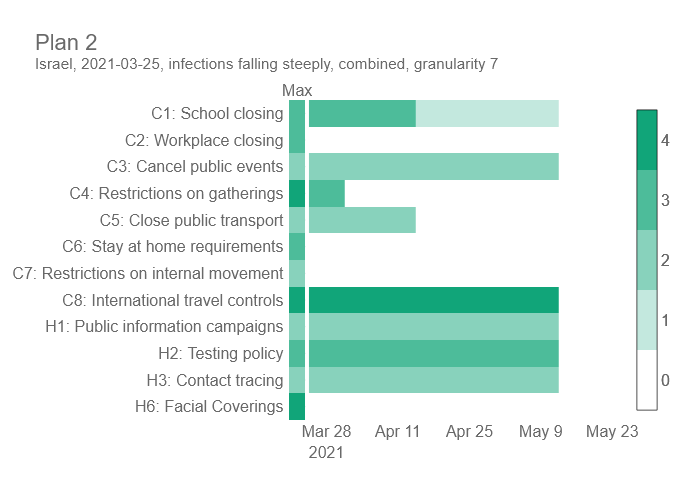 Plan 2
Israel, 2021-03-25, infections falling steeply, combined, granularity 7
Max
C1: School closing
C2: Workplace closing
C3: Cancel public events
C4: Restrictions on gatherings
C5: Close public transport
C6: Stay at home requirements
C7: Restrictions on internal movement
C8: International travel controls
H1: Public information campaigns
H2: Testing policy
H3: Contact tracing
H6: Facial Coverings
4
3
2
1
0
Mar 28 Apr 11 Apr 25 May 9 May 23
2021